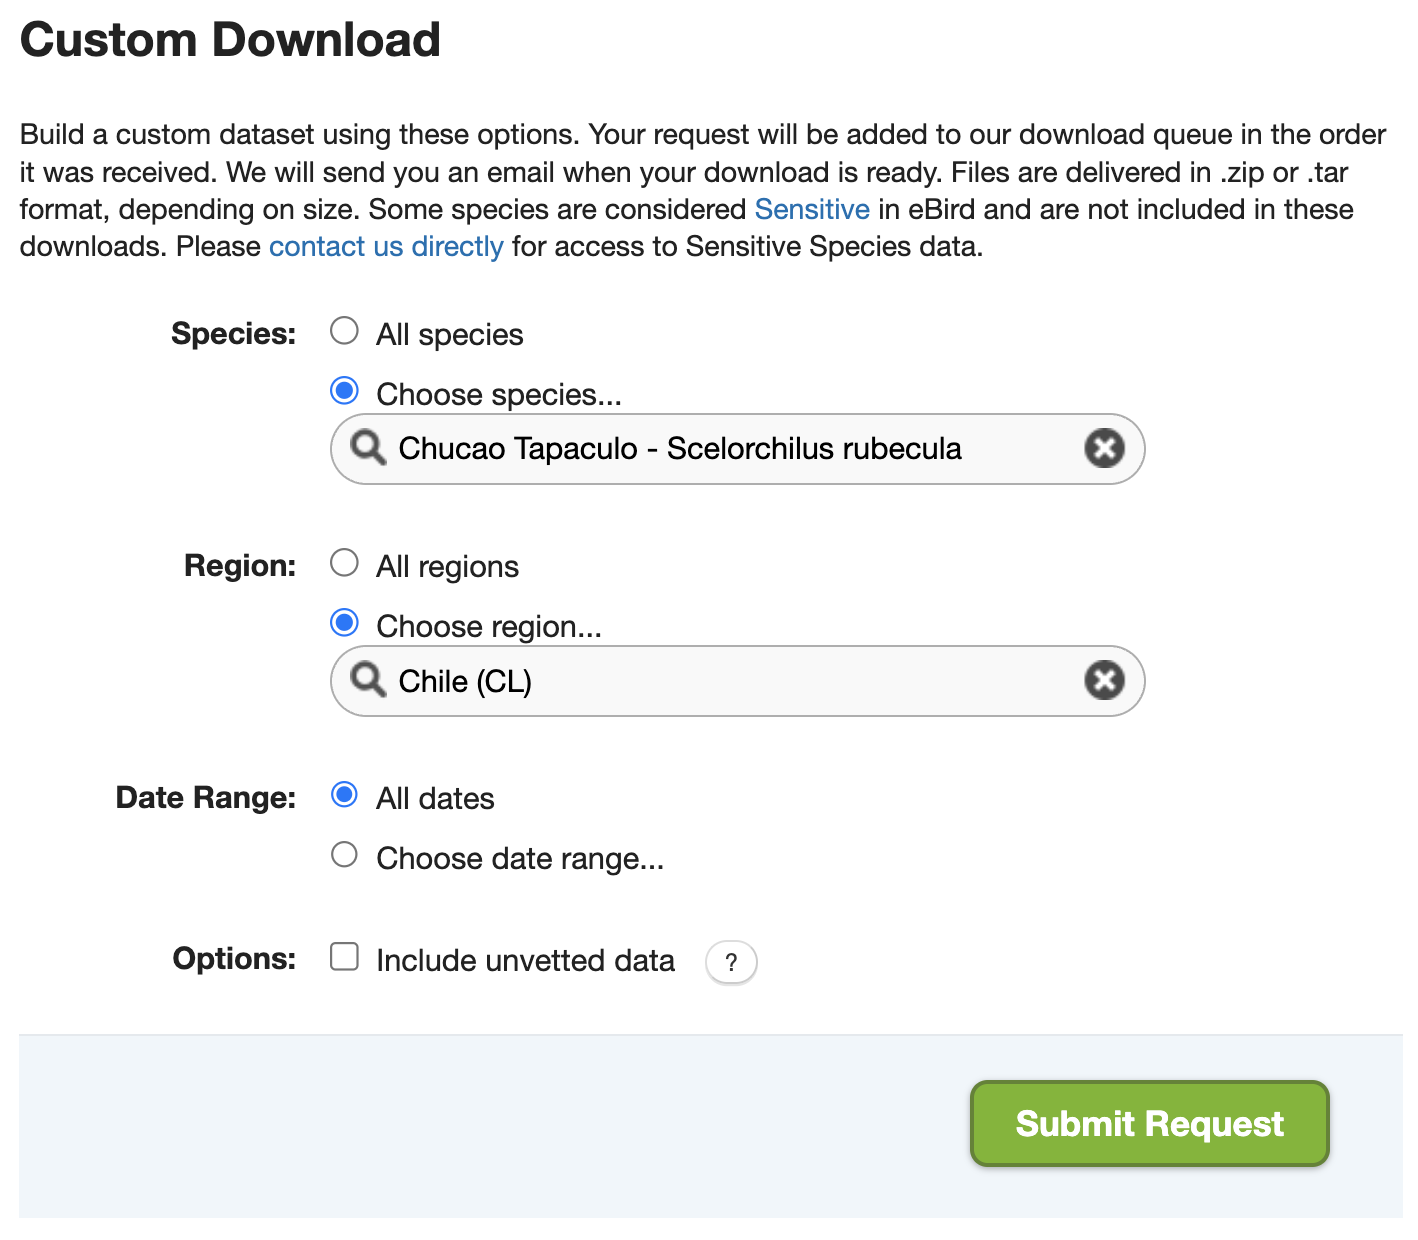 Custom Download
Build a custom dataset using these options. Your request will be added to our download queue in the order
it was received. We will send you an email when your download is ready. Files are delivered in .zip or .tar
format, depending on size. Some species are considered Sensitive in eBird and are not included in these
downloads. Please contact us directly for access to Sensitive Species data.
Species: All species
Choose species...
Chucao Tapaculo - Scelorchilus rubecula
Region: All regions
Choose region...
Chile (CL)
Date Range: All dates
Choose date range...
Options: Include unvetted data ?
Submit Request